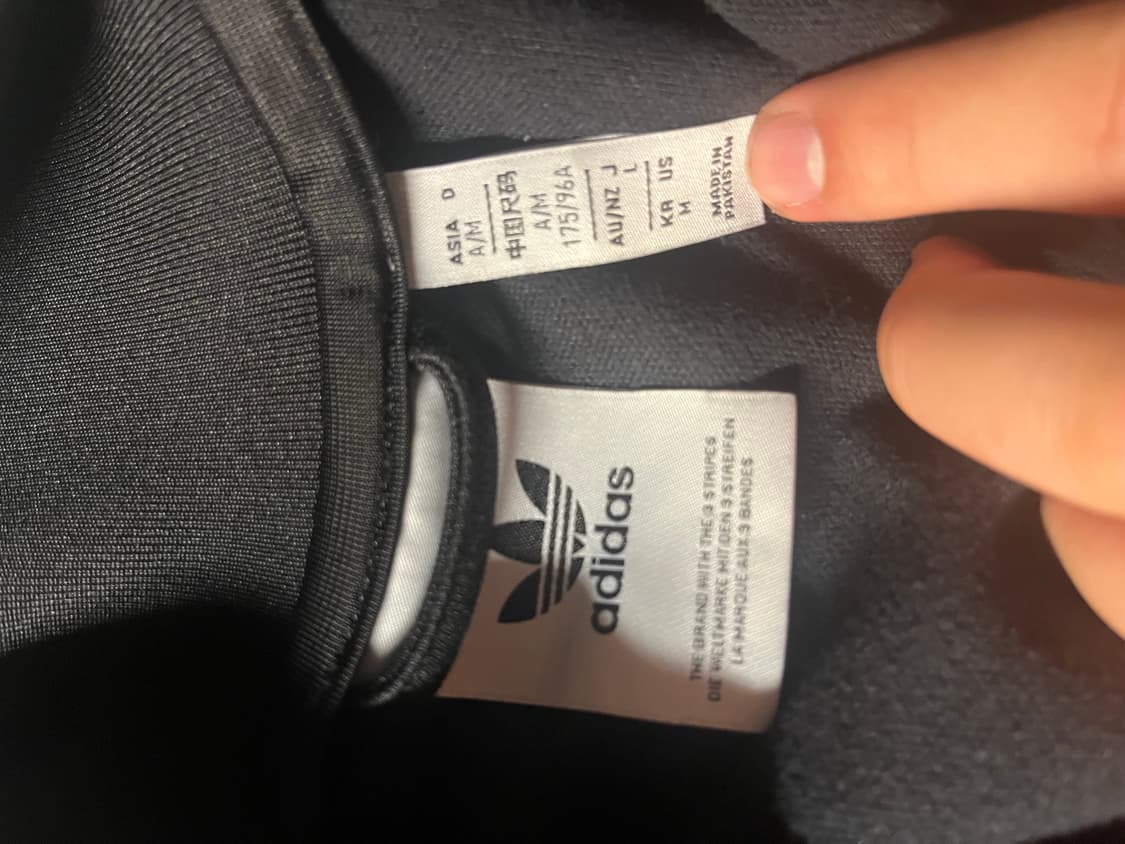 ASIA D
A/M
中国尺码
A/M
175/96A
AU/NZ J
L
KR US
M
MADE IN
PAKISTAN
adidas
THE BRAND WITH THE 3 STRIPES
DIE WELTMARKE MIT DEN 3 STREIFEN
LA MARQUE AUX 3 BANDES